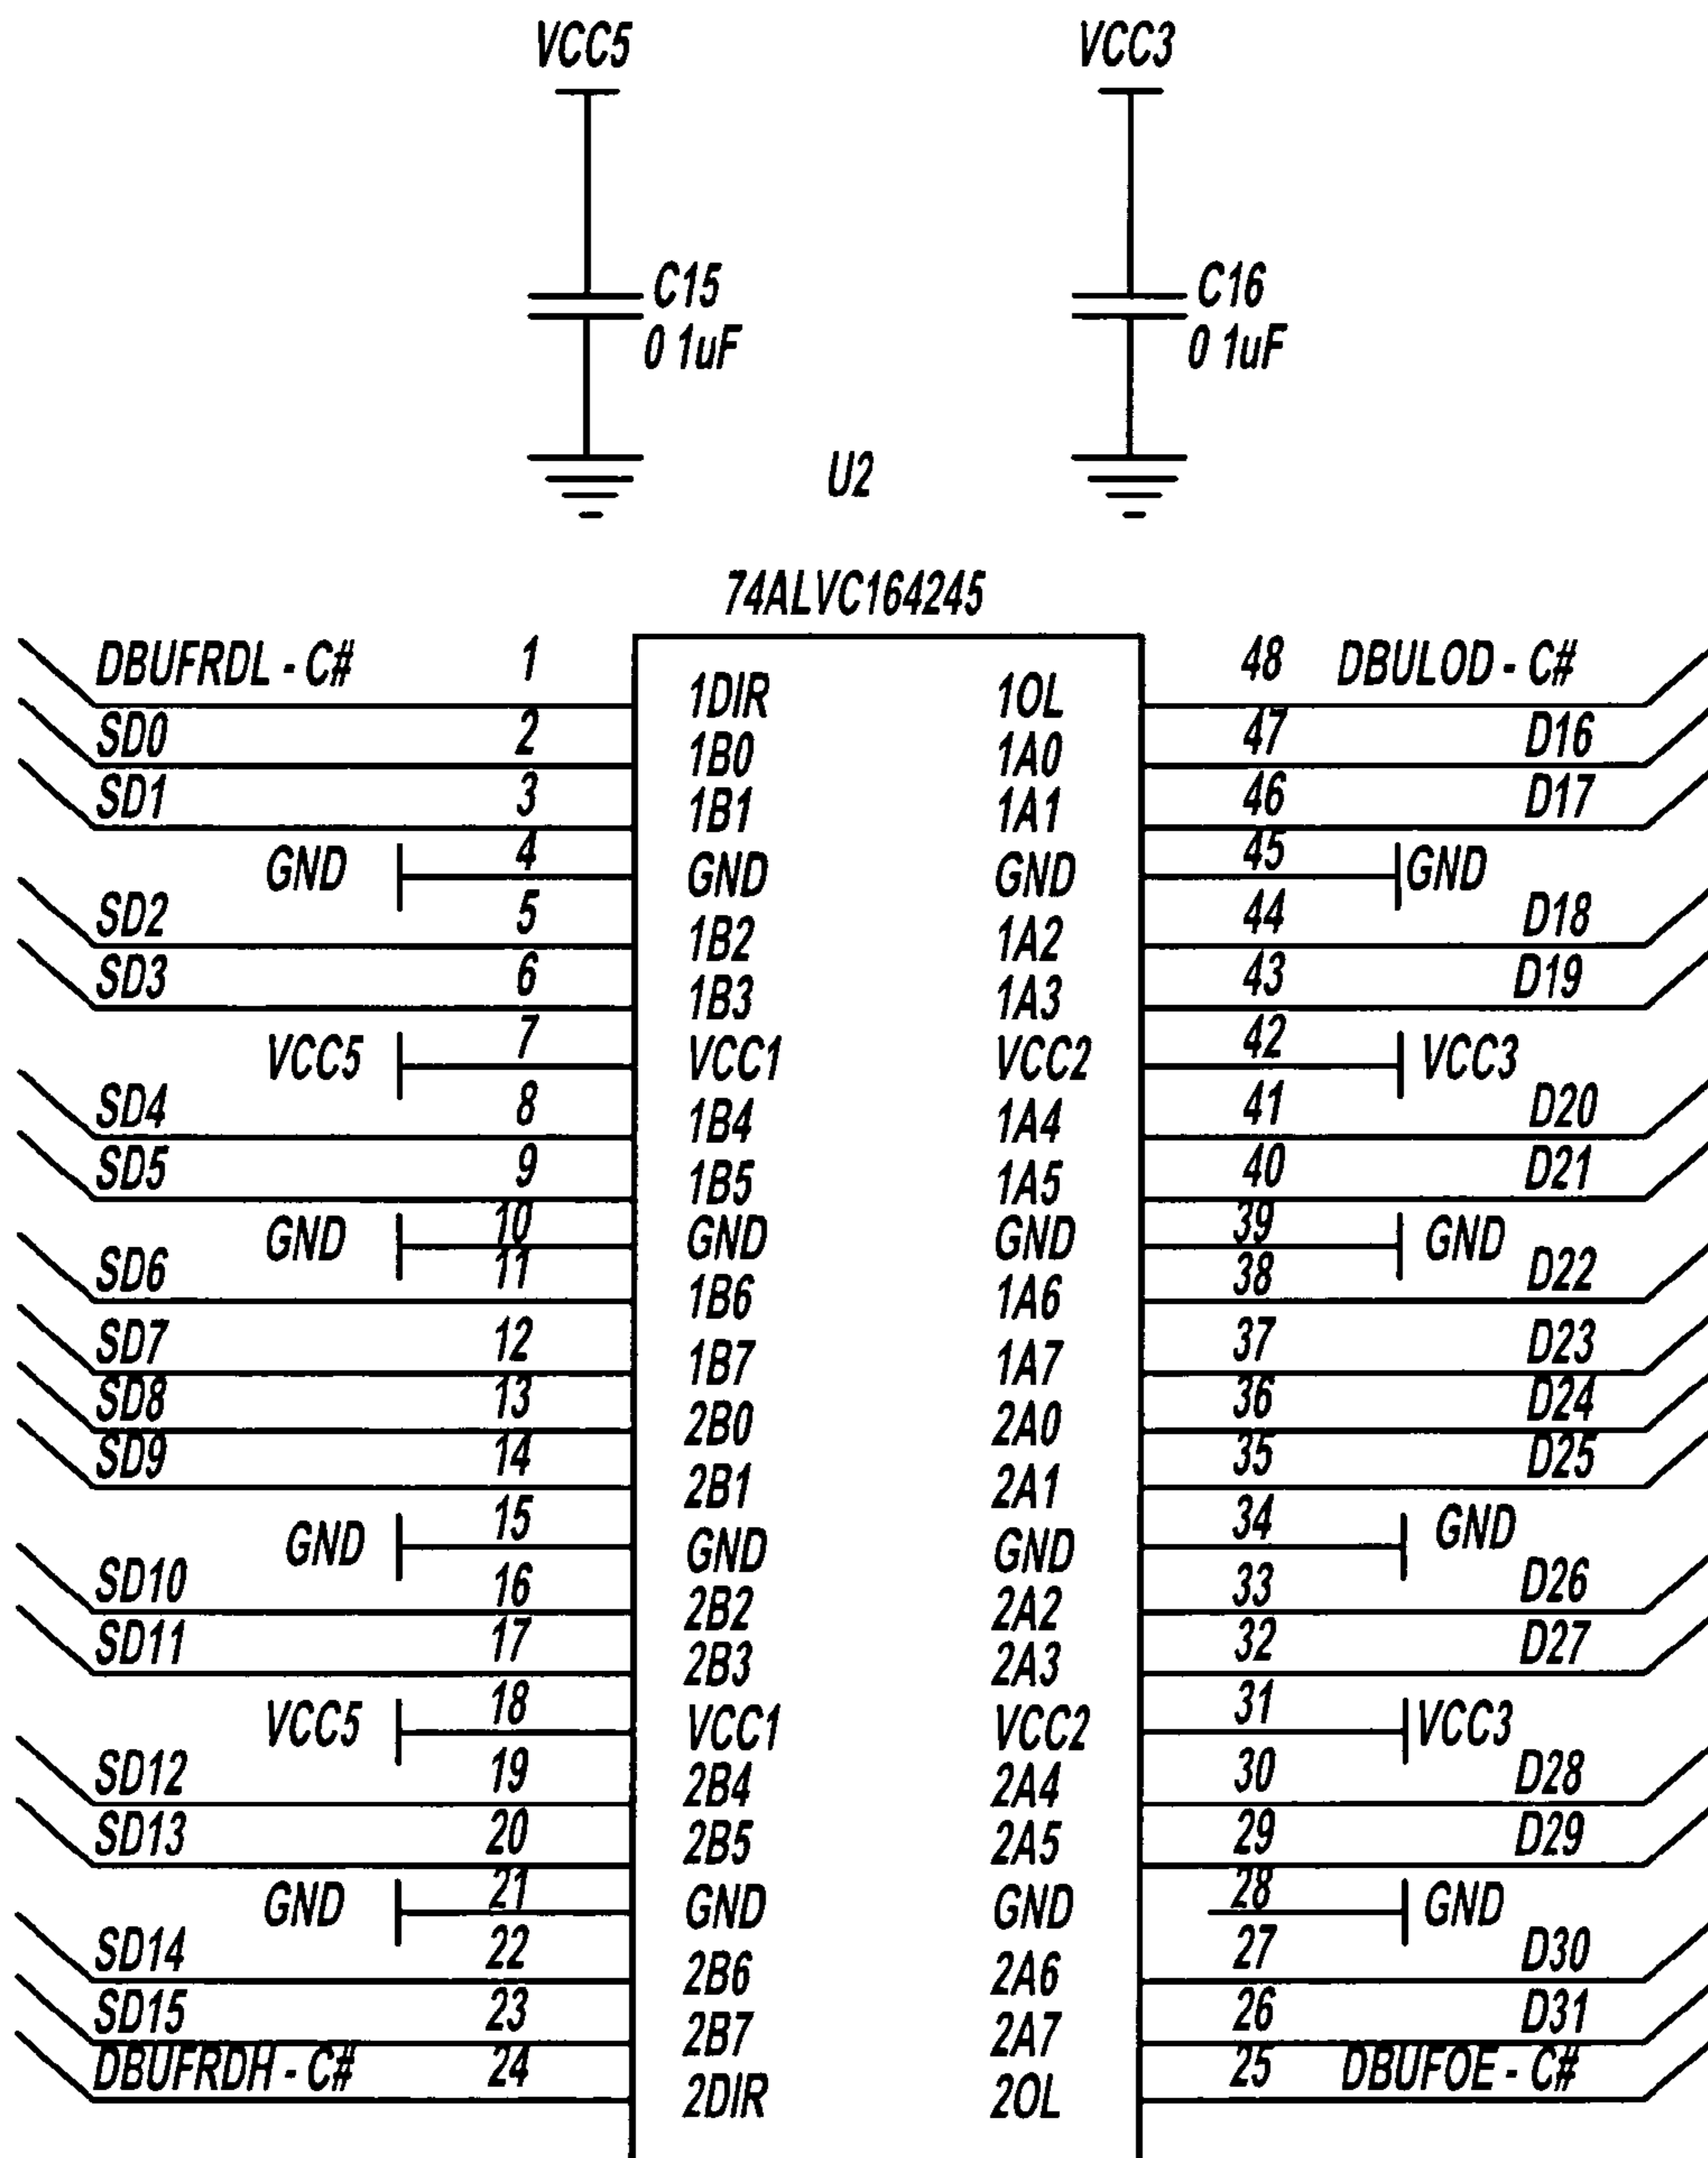 VCC5 VCC3
C15 C16
0 1uF 0 1uF
U2
74ALVC164245
DBUFRDL - C# 1 1DIR 1OL 48 DBULOD - C#
SD0 2 1B0 1A0 47 D16
SD1 3 1B1 1A1 46 D17
GND 4 GND GND 45 GND
SD2 5 1B2 1A2 44 D18
SD3 6 1B3 1A3 43 D19
VCC5 7 VCC1 VCC2 42 VCC3
SD4 8 1B4 1A4 41 D20
SD5 9 1B5 1A5 40 D21
GND 10 GND GND 39 GND
SD6 11 1B6 1A6 38 D22
SD7 12 1B7 1A7 37 D23
SD8 13 2B0 2A0 36 D24
SD9 14 2B1 2A1 35 D25
GND 15 GND GND 34 GND
SD10 16 2B2 2A2 33 D26
SD11 17 2B3 2A3 32 D27
VCC5 18 VCC1 VCC2 31 VCC3
SD12 19 2B4 2A4 30 D28
SD13 20 2B5 2A5 29 D29
GND 21 GND GND 28 GND
SD14 22 2B6 2A6 27 D30
SD15 23 2B7 2A7 26 D31
DBUFRDH - C# 24 2DIR 2OL 25 DBUFOE - C#